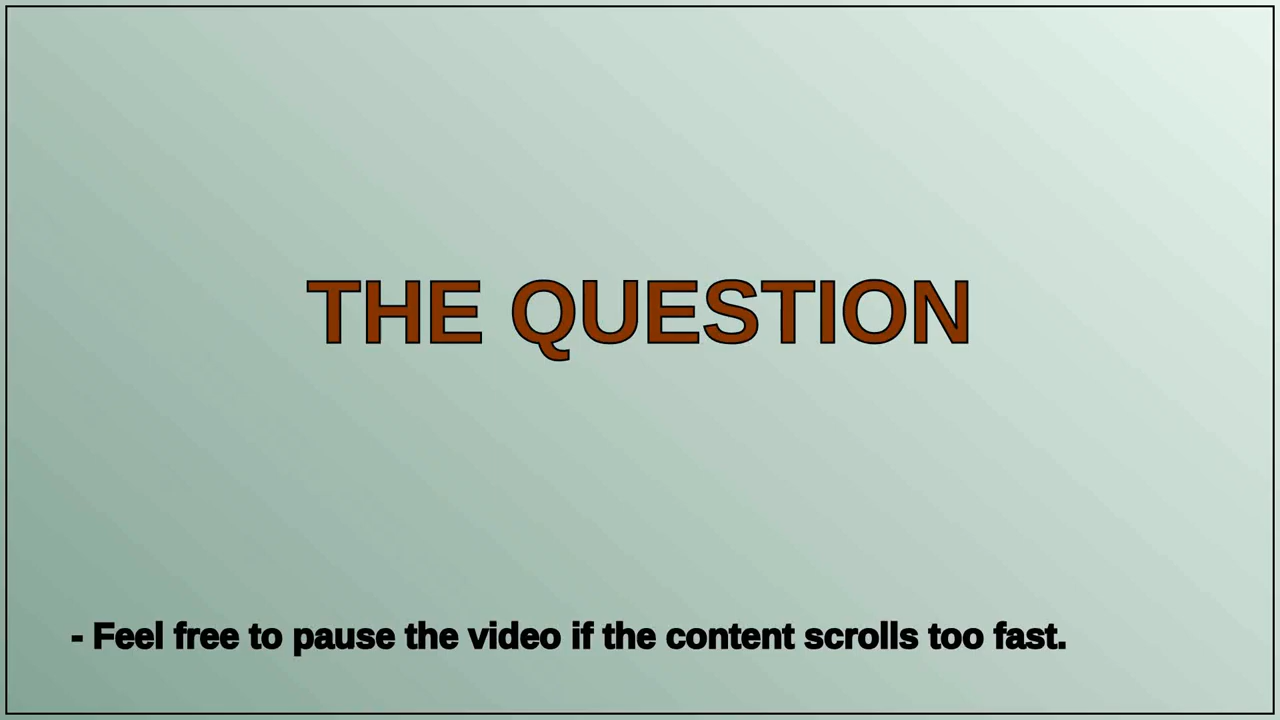 THE QUESTION
- Feel free to pause the video if the content scrolls too fast.